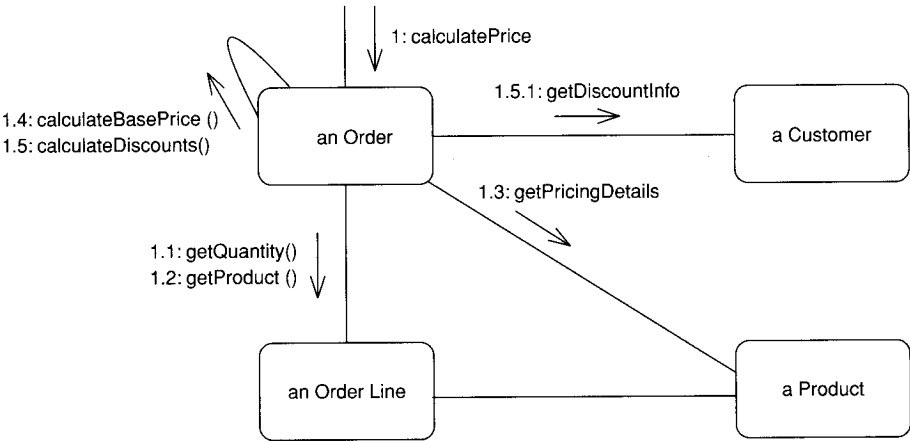 1: calculatePrice
1.5.1: getDiscountInfo
1.4: calculateBasePrice ()
1.5: calculateDiscounts()
an Order
a Customer
1.3: getPricingDetails
1.1: getQuantity()
1.2: getProduct ()
an Order Line
a Product